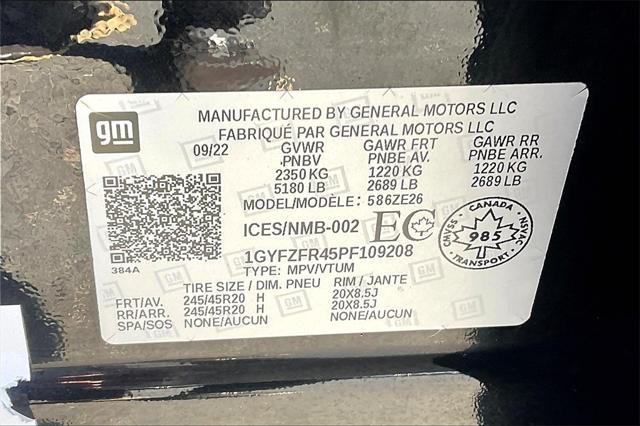 MANUFACTURED BY GENERAL MOTORS LLC
FABRIQUÉ PAR GENERAL MOTORS LLC
gm
09/22 GVWR GAWR FRT GAWR RR
PNBV PNBE AV. PNBE ARR.
2350 KG 1220 KG 1220 KG
5180 LB 2689 LB 2689 LB
MODEL/MODÈLE: 586ZE26
ICES/NMB-002 EC
CANADA
CMVSS 985 NSVAC
TRANSPORT
384A
1GYFZFR45PF109208
TYPE: MPV/VTUM
TIRE SIZE / DIM. PNEU RIM / JANTE
FRT/AV. 245/45R20 H 20X8.5J
RR/ARR. 245/45R20 H 20X8.5J
SPA/SOS NONE/AUCUN NONE/AUCUN